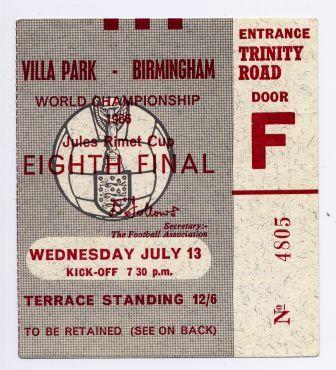 VILLA PARK - BIRMINGHAM
WORLD CHAMPIONSHIP
1966
Jules Rimet Cup
EIGHTH FINAL
D Follows
Secretary:-
The Football Association
WEDNESDAY JULY 13
KICK-OFF 7 30 p.m.
TERRACE STANDING 12/6
TO BE RETAINED (SEE ON BACK)
ENTRANCE
TRINITY
ROAD
DOOR
F
Nº 4805